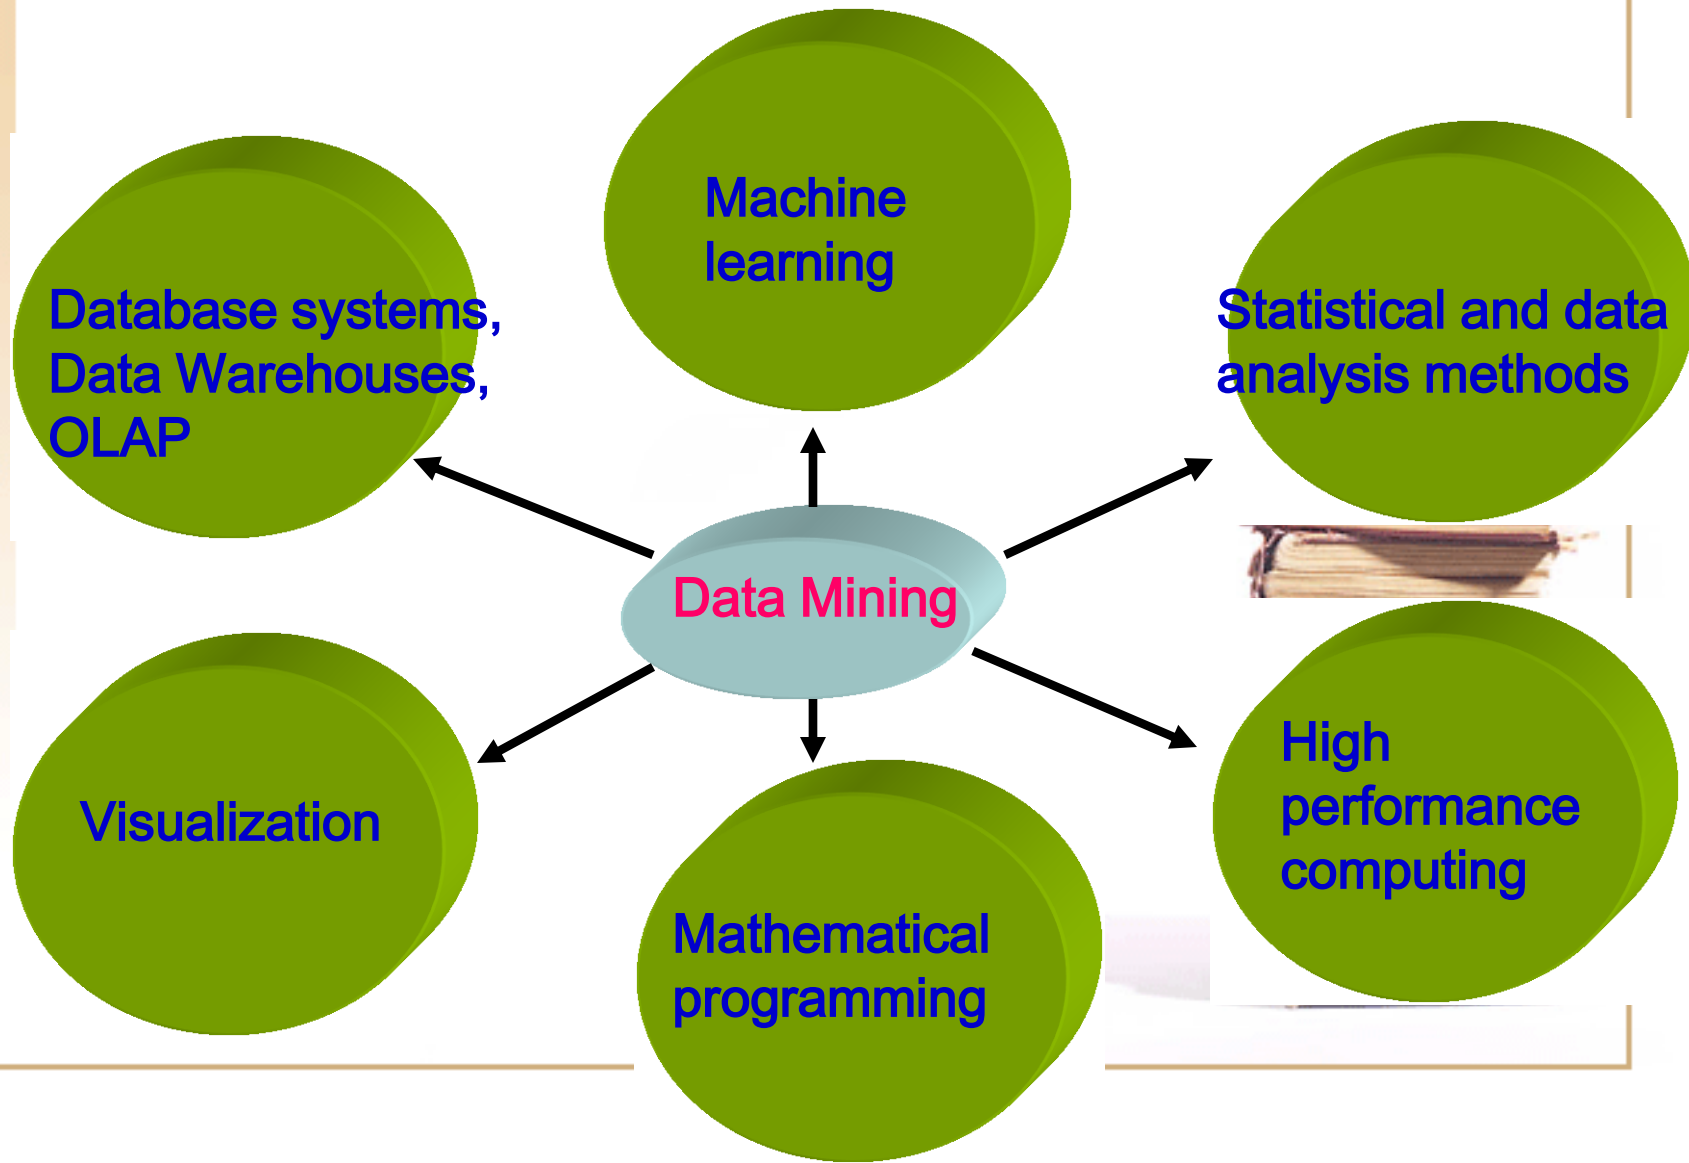 Machine
learning
Database systems,
Data Warehouses,
OLAP
Statistical and data
analysis methods
Data Mining
Visualization
High
performance
computing
Mathematical
programming